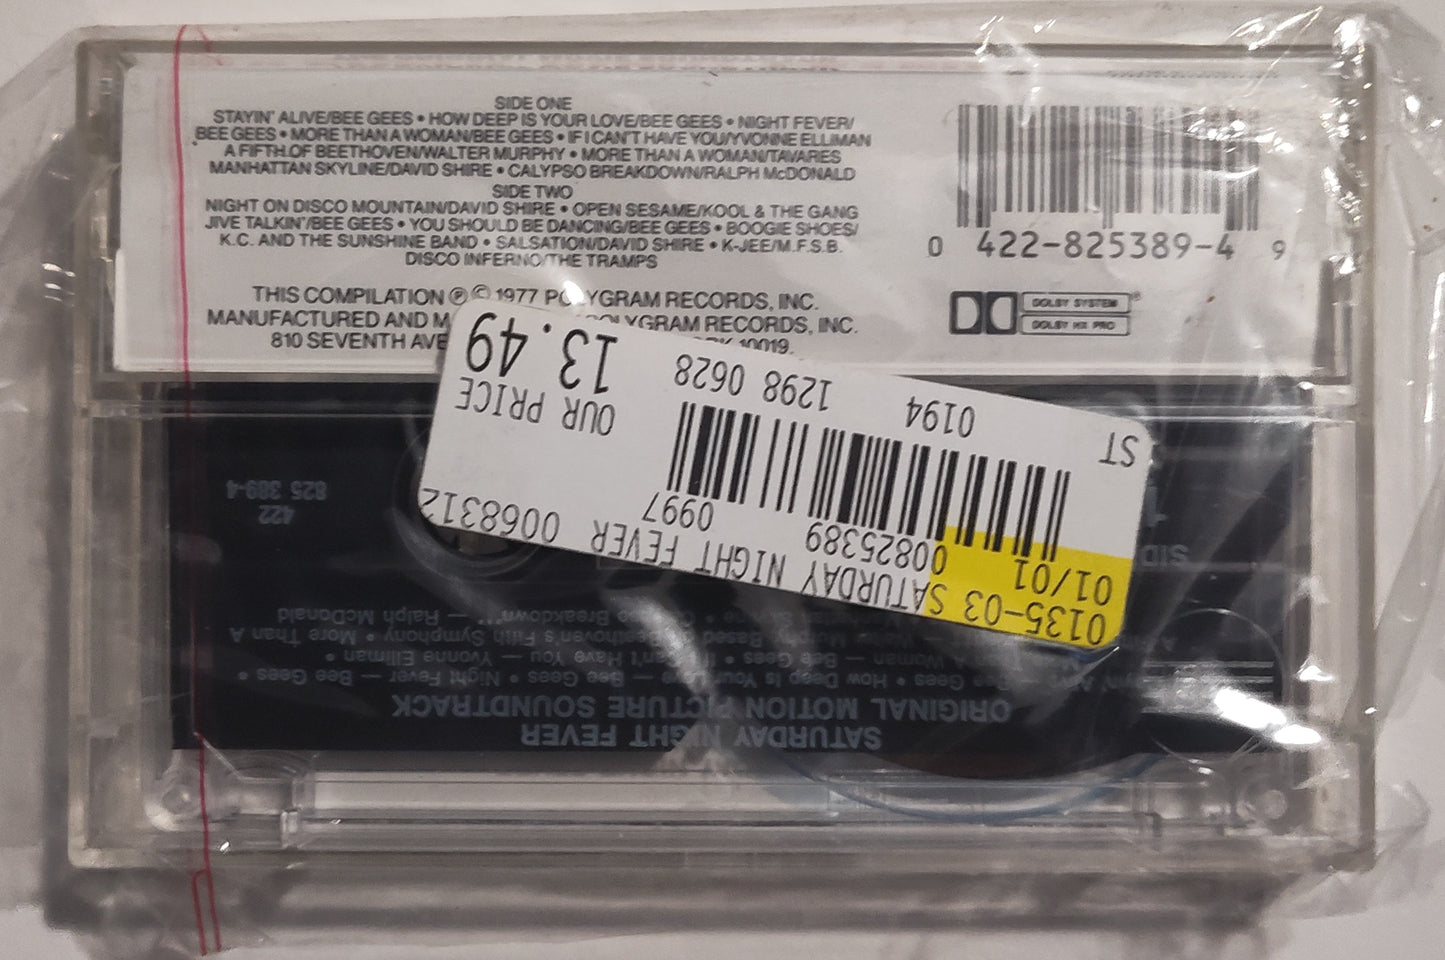 SIDE ONE
STAYIN' ALIVE/BEE GEES • HOW DEEP IS YOUR LOVE/BEE GEES • NIGHT FEVER/
BEE GEES • MORE THAN A WOMAN/BEE GEES • IF I CAN'T HAVE YOU/YVONNE ELLIMAN
A FIFTH OF BEETHOVEN/WALTER MURPHY • MORE THAN A WOMAN/TAVARES
MANHATTAN SKYLINE/DAVID SHIRE • CALYPSO BREAKDOWN/RALPH McDONALD
SIDE TWO
NIGHT ON DISCO MOUNTAIN/DAVID SHIRE • OPEN SESAME/KOOL & THE GANG
JIVE TALKIN'/BEE GEES • YOU SHOULD BE DANCING/BEE GEES • BOOGIE SHOES/
K.C. AND THE SUNSHINE BAND • SALSATION/DAVID SHIRE • K-JEE/M.F.S.B.
DISCO INFERNO/THE TRAMPS
THIS COMPILATION ℗ © 1977 POLYGRAM RECORDS, INC.
MANUFACTURED AND M POLYGRAM RECORDS, INC.
810 SEVENTH AVE 10019.
0 422-825389-4 9
DOLBY SYSTEM®
DOLBY HX PRO
0135-03 SATURDAY NIGHT FEVER 0068312
01/01 00825389 0997
ST 0194 1298 0628
OUR PRICE
13.49
SATURDAY NIGHT FEVER
ORIGINAL MOTION PICTURE SOUNDTRACK
Bee Gees • How Deep Is Your Love — Bee Gees • Night Fever — Bee Gees •
A Woman — Bee Gees • Can't Have You — Yvonne Elliman •
Walter Murphy Based Beethoven's Fifth Symphony • More Than A
Breakdown" — Ralph McDonald
422
825 389-4